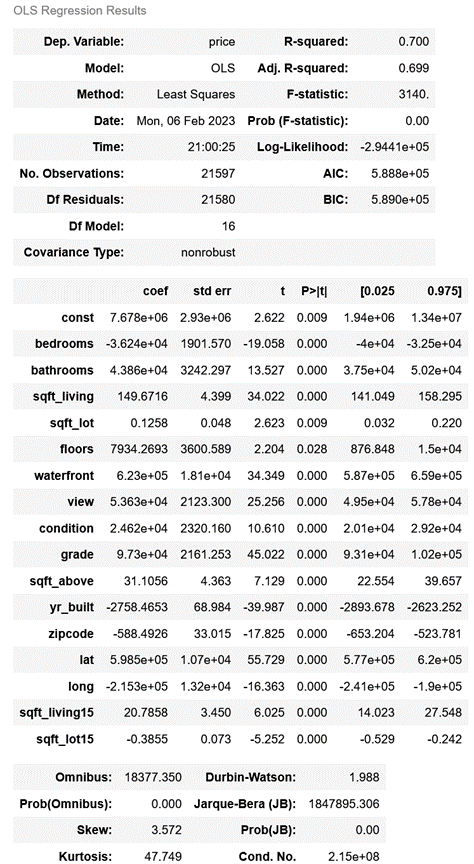 OLS Regression Results
Dep. Variable: price R-squared: 0.700
Model: OLS Adj. R-squared: 0.699
Method: Least Squares F-statistic: 3140.
Date: Mon, 06 Feb 2023 Prob (F-statistic): 0.00
Time: 21:00:25 Log-Likelihood: -2.9441e+05
No. Observations: 21597 AIC: 5.888e+05
Df Residuals: 21580 BIC: 5.890e+05
Df Model: 16
Covariance Type: nonrobust
coef std err t P>|t| [0.025 0.975]
const 7.678e+06 2.93e+06 2.622 0.009 1.94e+06 1.34e+07
bedrooms -3.624e+04 1901.570 -19.058 0.000 -4e+04 -3.25e+04
bathrooms 4.386e+04 3242.297 13.527 0.000 3.75e+04 5.02e+04
sqft_living 149.6716 4.399 34.022 0.000 141.049 158.295
sqft_lot 0.1258 0.048 2.623 0.009 0.032 0.220
floors 7934.2693 3600.589 2.204 0.028 876.848 1.5e+04
waterfront 6.23e+05 1.81e+04 34.349 0.000 5.87e+05 6.59e+05
view 5.363e+04 2123.300 25.256 0.000 4.95e+04 5.78e+04
condition 2.462e+04 2320.160 10.610 0.000 2.01e+04 2.92e+04
grade 9.73e+04 2161.253 45.022 0.000 9.31e+04 1.02e+05
sqft_above 31.1056 4.363 7.129 0.000 22.554 39.657
yr_built -2758.4653 68.984 -39.987 0.000 -2893.678 -2623.252
zipcode -588.4926 33.015 -17.825 0.000 -653.204 -523.781
lat 5.985e+05 1.07e+04 55.729 0.000 5.77e+05 6.2e+05
long -2.153e+05 1.32e+04 -16.363 0.000 -2.41e+05 -1.9e+05
sqft_living15 20.7858 3.450 6.025 0.000 14.023 27.548
sqft_lot15 -0.3855 0.073 -5.252 0.000 -0.529 -0.242
Omnibus: 18377.350 Durbin-Watson: 1.988
Prob(Omnibus): 0.000 Jarque-Bera (JB): 1847895.306
Skew: 3.572 Prob(JB): 0.00
Kurtosis: 47.749 Cond. No. 2.15e+08